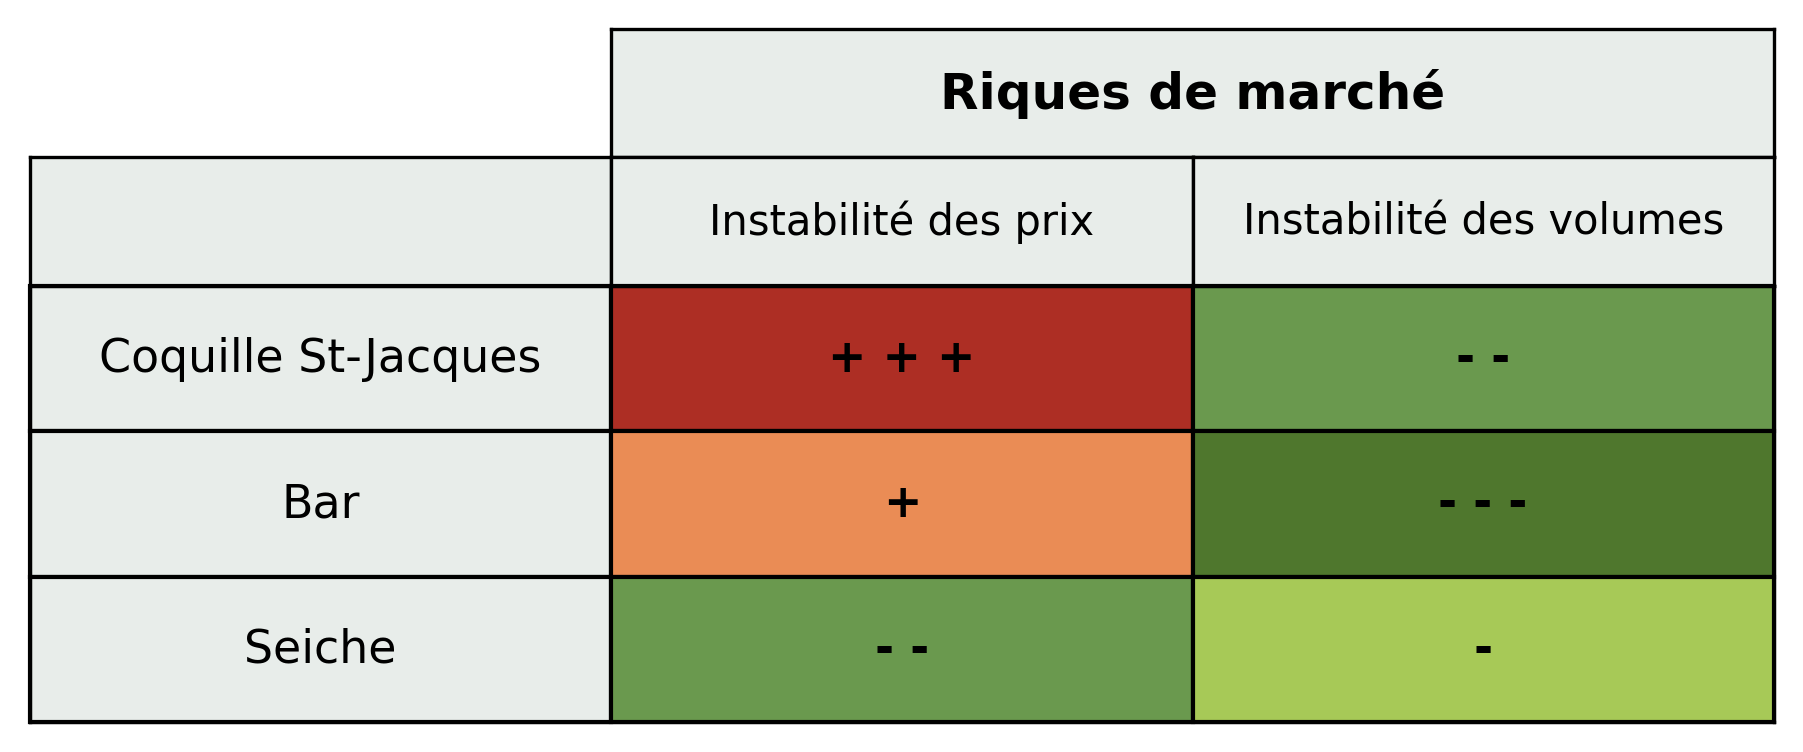 Riques de marché
Instabilité des prix Instabilité des volumes
Coquille St-Jacques + + + - -
Bar + - - -
Seiche - - -